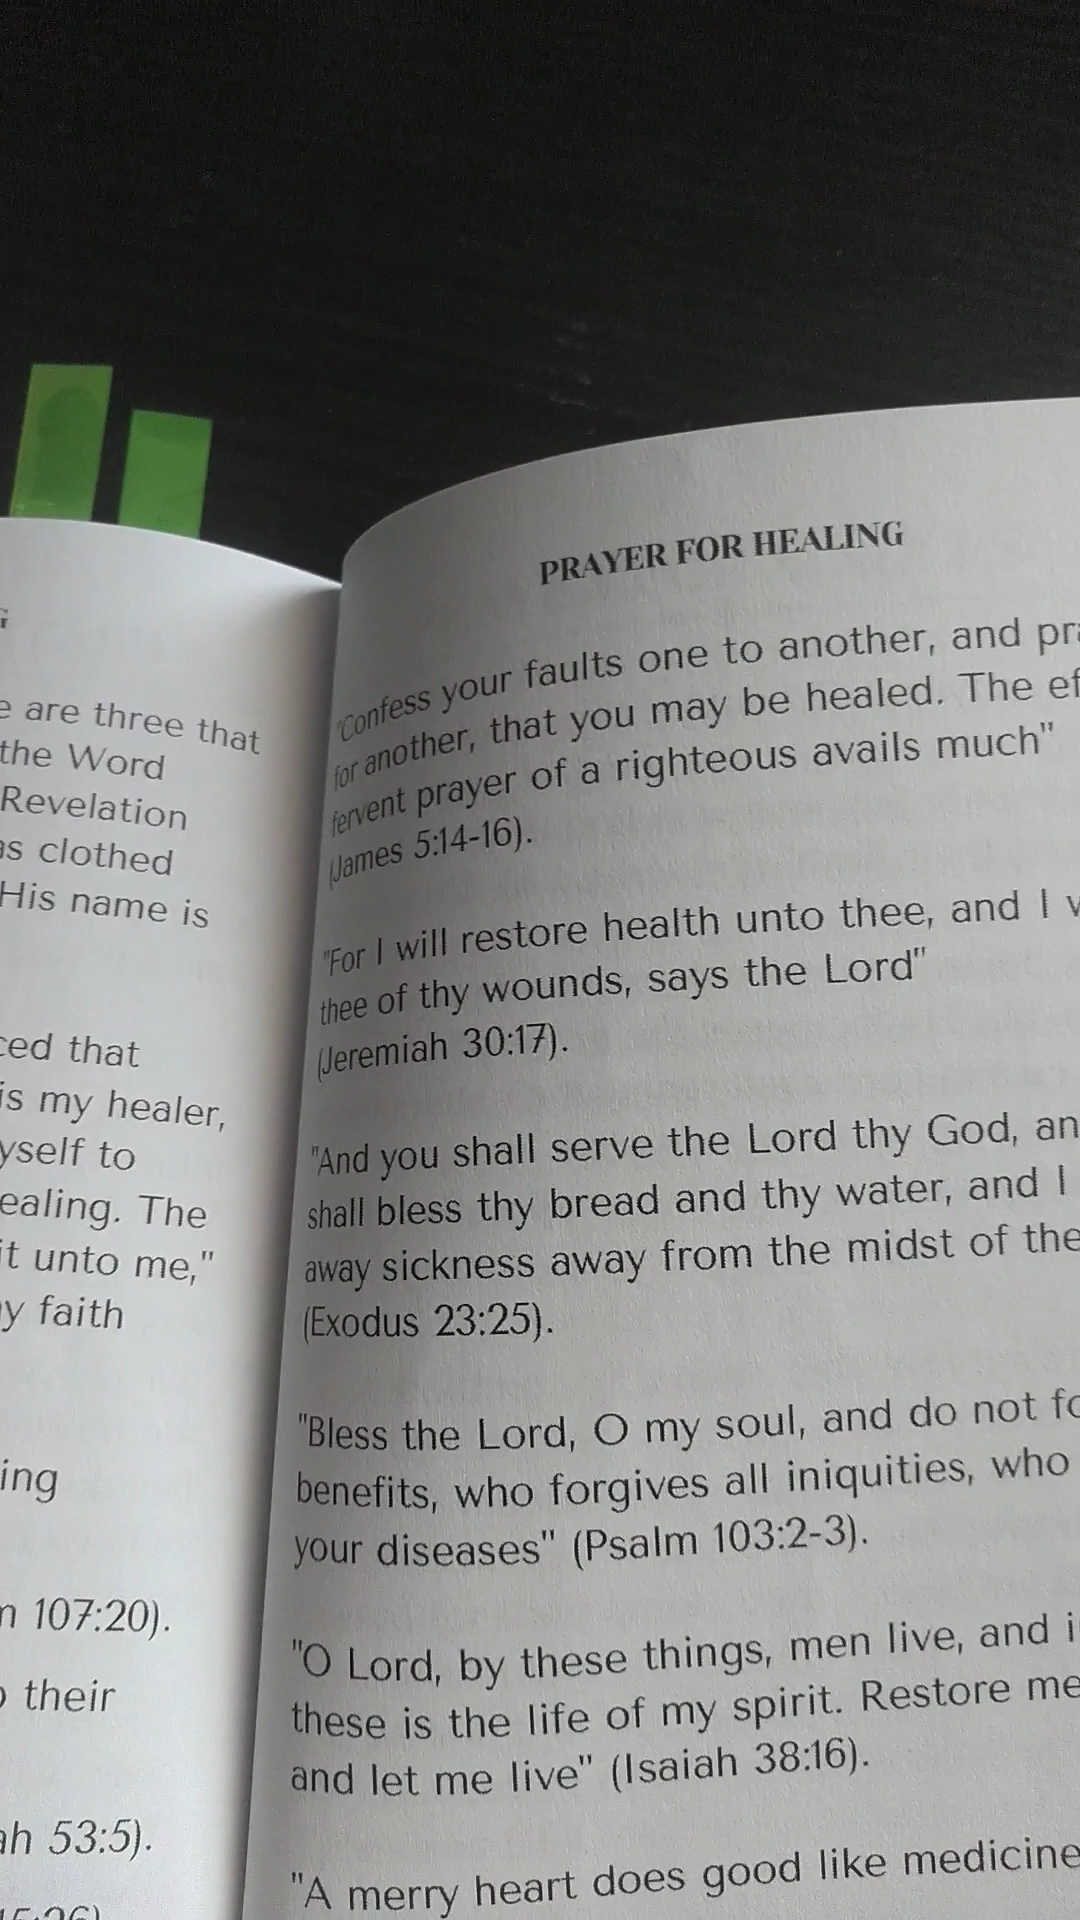 e are three that
the Word
Revelation
as clothed
His name is
ced that
is my healer,
yself to
ealing. The
it unto me,"
y faith
ing
107:20).
their
ah 53:5).
PRAYER FOR HEALING
"Confess your faults one to another, and pra
for another, that you may be healed. The ef
fervent prayer of a righteous avails much"
(James 5:14-16).
"For I will restore health unto thee, and I w
thee of thy wounds, says the Lord"
(Jeremiah 30:17).
"And you shall serve the Lord thy God, an
shall bless thy bread and thy water, and I
away sickness away from the midst of the
(Exodus 23:25).
"Bless the Lord, O my soul, and do not fo
benefits, who forgives all iniquities, who
your diseases" (Psalm 103:2-3).
"O Lord, by these things, men live, and i
these is the life of my spirit. Restore me
and let me live" (Isaiah 38:16).
"A merry heart does good like medicine